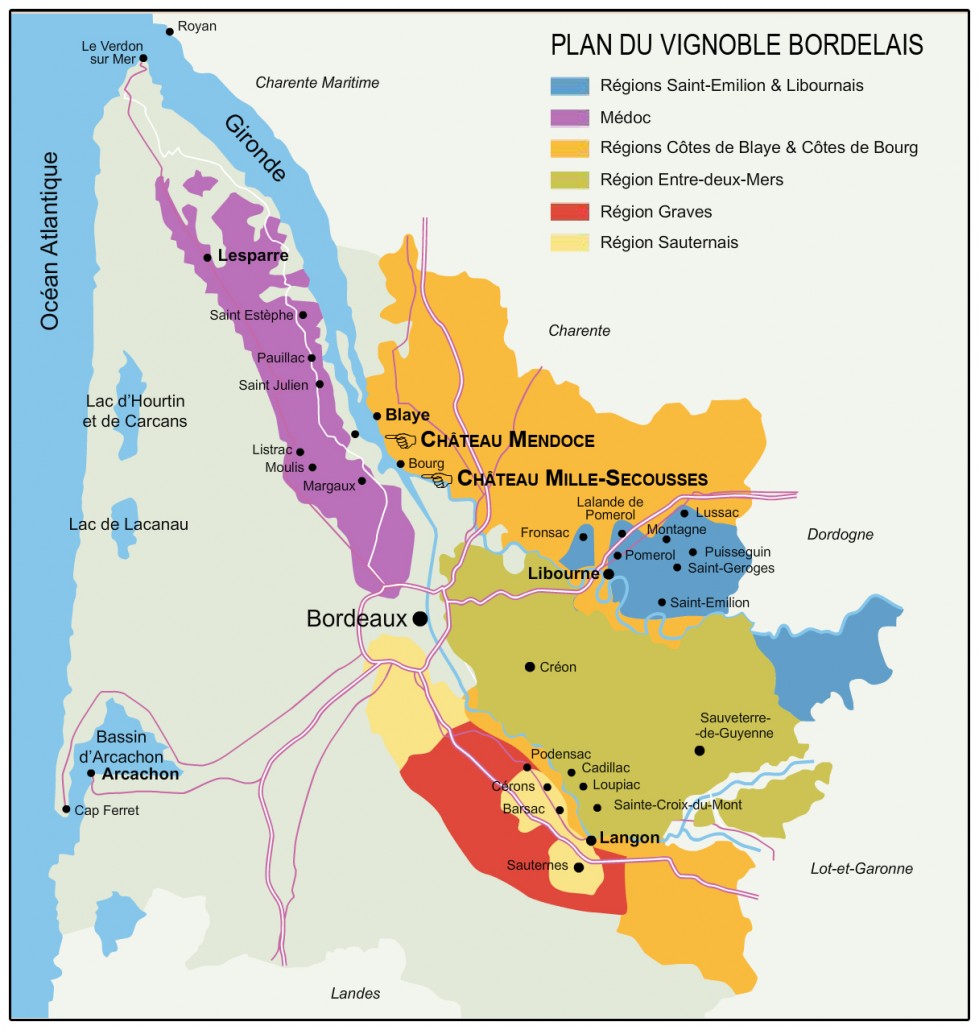 PLAN DU VIGNOBLE BORDELAIS
Régions Saint-Emilion & Libournais
Médoc
Régions Côtes de Blaye & Côtes de Bourg
Région Entre-deux-Mers
Région Graves
Région Sauternais
Royan
Le Verdon
sur Mer
Charente Maritime
Gironde
Océan Atlantique
Lesparre
Saint Estèphe
Charente
Pauillac
Saint Julien
Lac d'Hourtin
et de Carcans
Blaye
CHÂTEAU MENDOCE
Listrac
Moulis
Bourg
Margaux
CHÂTEAU MILLE-SECOUSSES
Lalande de
Pomerol
Lussac
Lac de Lacanau
Fronsac
Montagne
Dordogne
Pomerol
Puisseguin
Saint-Geroges
Libourne
Saint-Emilion
Bordeaux
Créon
Sauveterre-
-de-Guyenne
Bassin
d'Arcachon
Arcachon
Podensac
Cadillac
Cérons
Loupiac
Cap Ferret
Barsac
Sainte-Croix-du-Mont
Langon
Sauternes
Lot-et-Garonne
Landes